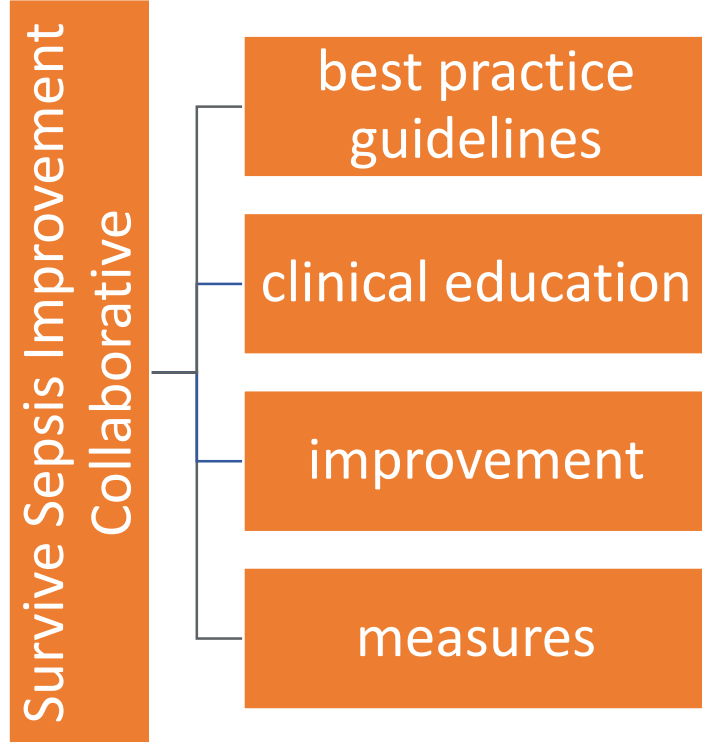 Survive Sepsis Improvement
Collaborative
best practice
guidelines
clinical education
improvement
measures